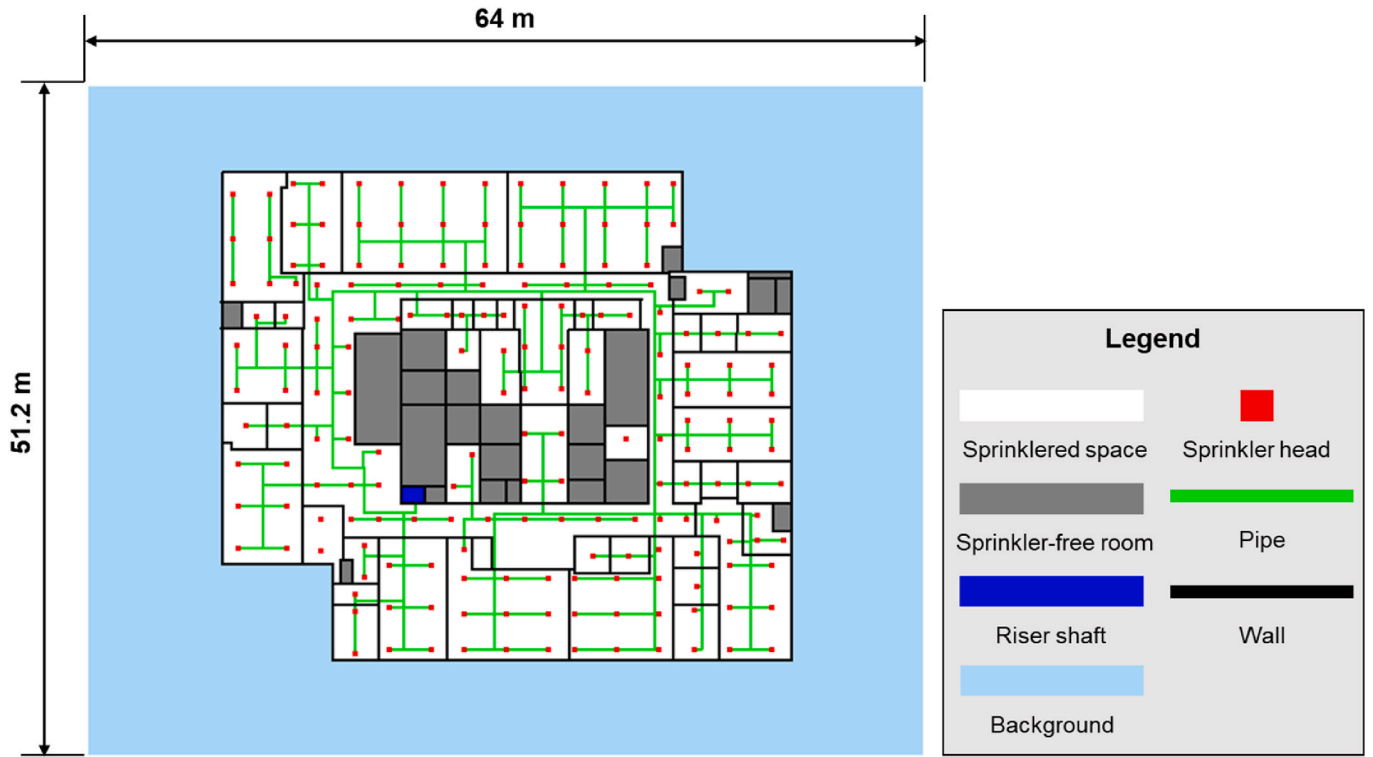 64 m
51.2 m
Legend
Sprinklered space
Sprinkler head
Sprinkler-free room
Pipe
Riser shaft
Wall
Background